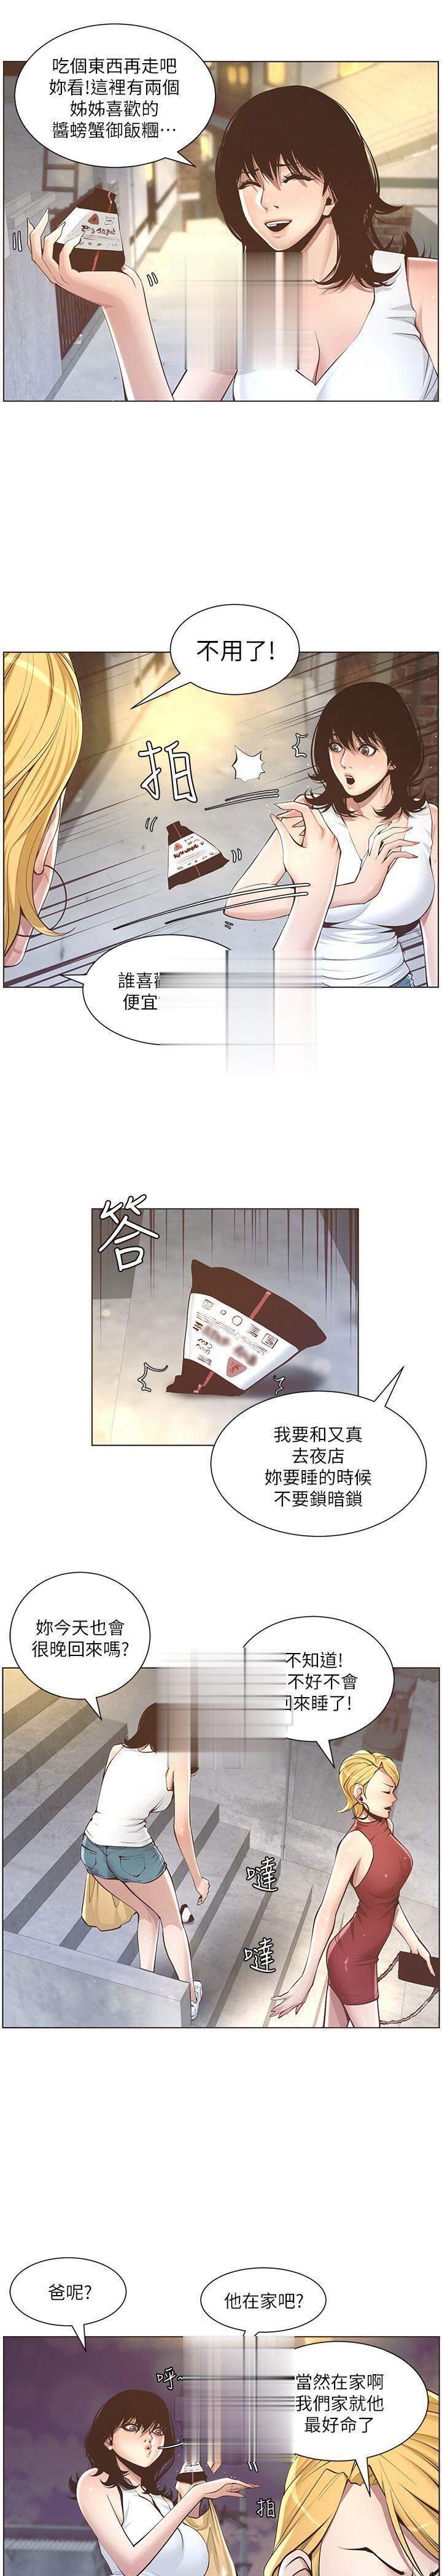 吃個東西再走吧
妳看!這裡有兩個
姊姊喜歡的
醬螃蟹御飯糰…
不用了!
拍
誰喜
便宜
答
我要和又真
去夜店
妳要睡的時候
不要鎖暗鎖
妳今天也會
很晚回來嗎?
不知道!
不好不會
回來睡了!
噠
噠
爸呢?
他在家吧?
呼~
當然在家啊
我們家就他
最好命了
拍